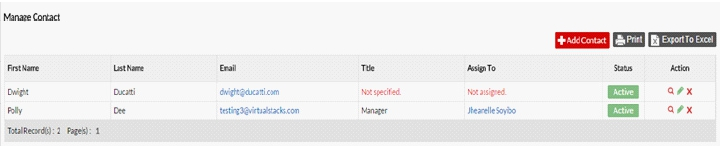 Manage Contact
Add Contact Print Export To Excel
First Name Last Name Email Title Assign To Status Action
Dwight Ducatti dwight@ducatti.com Not specified. Not assigned. Active
Polly Dee testing3@virtualstacks.com Manager Jhearelle Soyibo Active
Total Record(s) : 2 Page(s) : 1